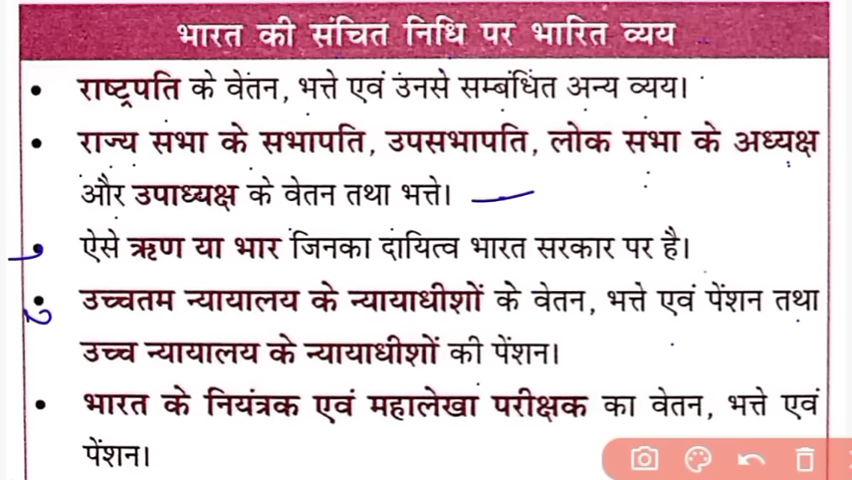 भारत की संचित निधि पर भारित व्यय
• राष्ट्रपति के वेतन, भत्ते एवं उनसे सम्बंधित अन्य व्यय।
• राज्य सभा के सभापति, उपसभापति, लोक सभा के अध्यक्ष
और उपाध्यक्ष के वेतन तथा भत्ते।
• ऐसे ऋण या भार जिनका दायित्व भारत सरकार पर है।
• उच्चतम न्यायालय के न्यायाधीशों के वेतन, भत्ते एवं पेंशन तथा
उच्च न्यायालय के न्यायाधीशों की पेंशन।
• भारत के नियंत्रक एवं महालेखा परीक्षक का वेतन, भत्ते एवं
पेंशन।